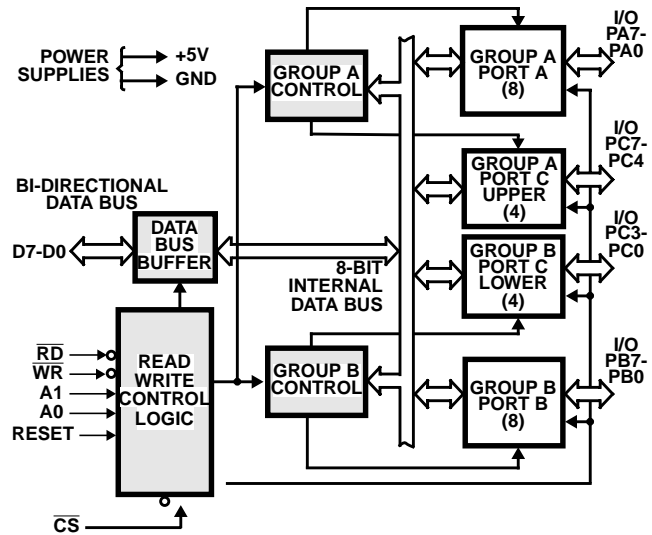 POWER
SUPPLIES
+5V
GND
GROUP A
CONTROL
GROUP A
PORT A
(8)
I/O
PA7-
PA0
GROUP A
PORT C
UPPER
(4)
I/O
PC7-
PC4
BI-DIRECTIONAL
DATA BUS
D7-D0
DATA
BUS
BUFFER
8-BIT
INTERNAL
DATA BUS
GROUP B
PORT C
LOWER
(4)
I/O
PC3-
PC0
RD
WR
A1
A0
RESET
READ
WRITE
CONTROL
LOGIC
GROUP B
CONTROL
GROUP B
PORT B
(8)
I/O
PB7-
PB0
CS